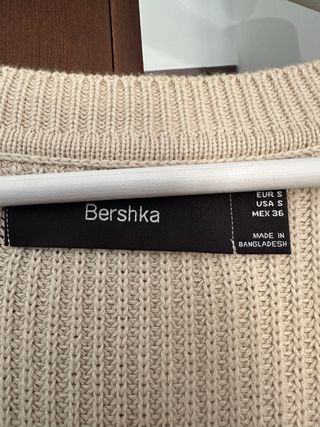 Bershka
EUR S
USA S
MEX 36
MADE IN
BANGLADESH